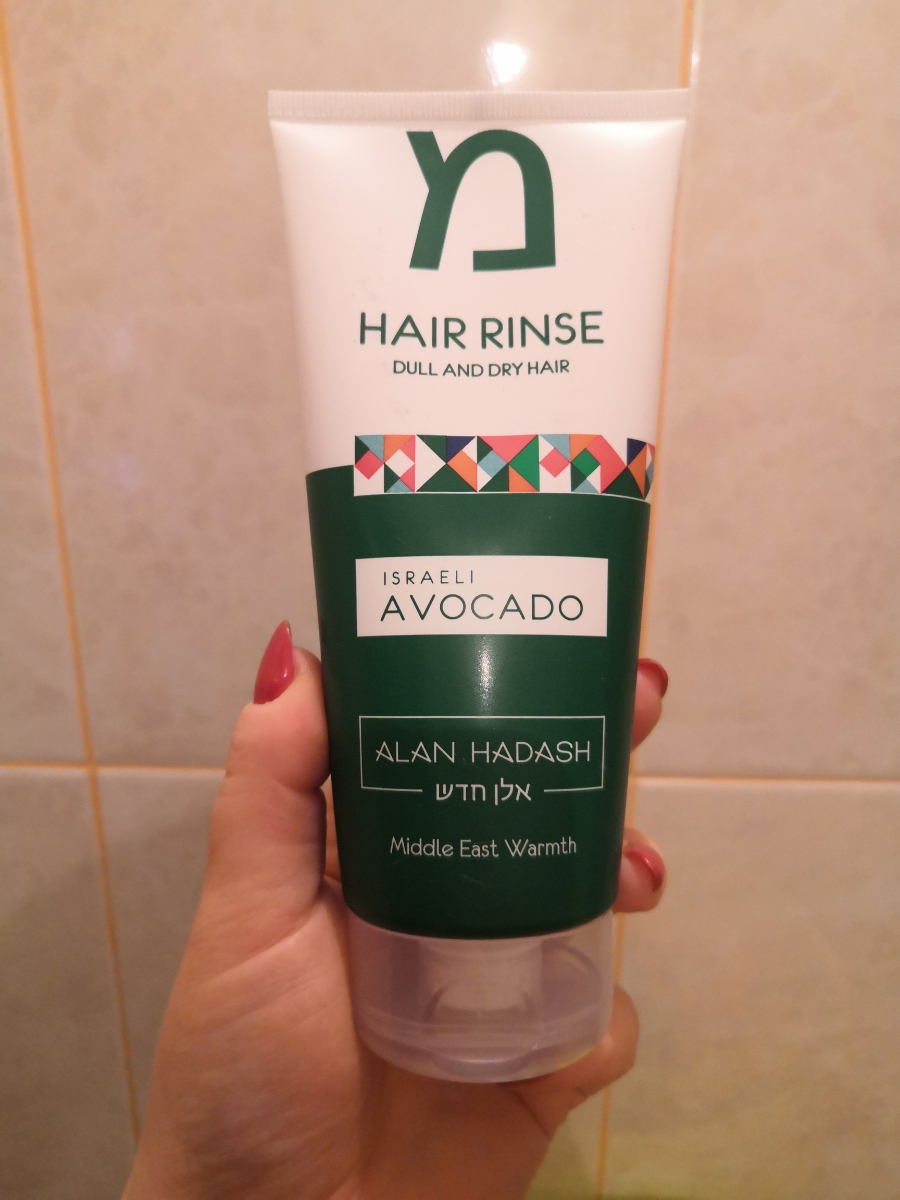 מ
HAIR RINSE
DULL AND DRY HAIR
ISRAELI
AVOCADO
ALAN HADASH
אלן חדש
Middle East Warmth